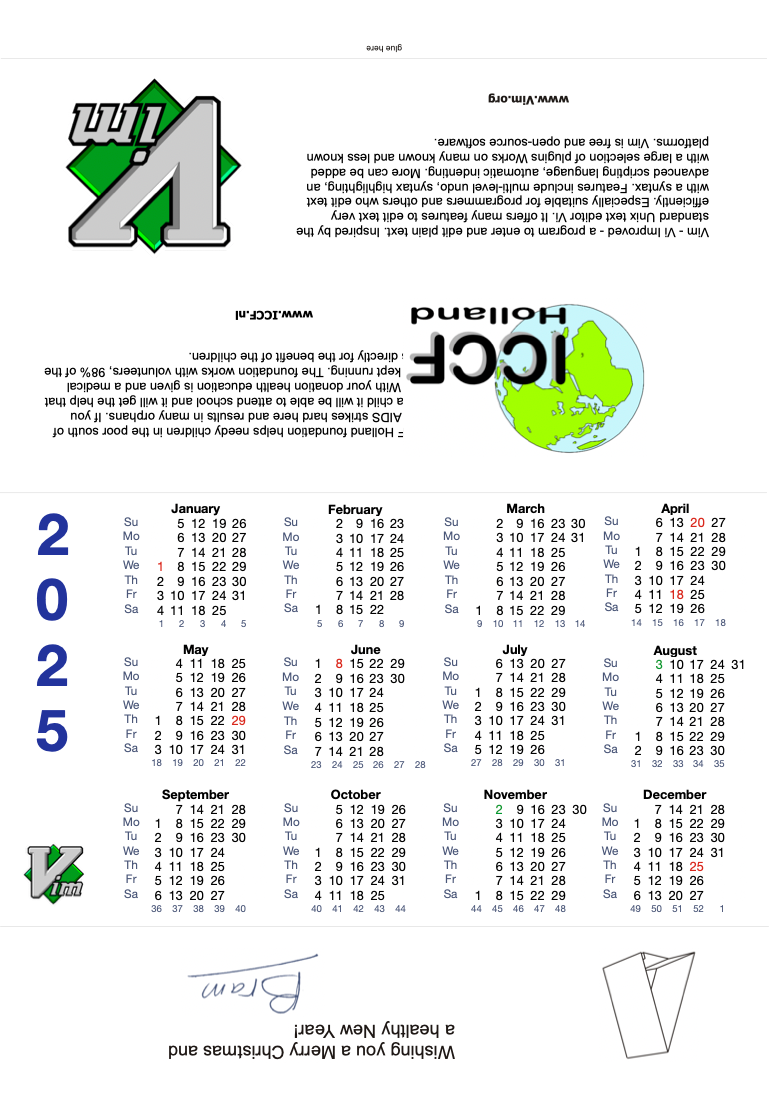 glue here
Vim
Vim - Vi Improved - a program to enter and edit plain text. Inspired by the
standard Unix text editor Vi. It offers many features to edit text very
efficiently. Especially suitable for programmers and others who edit text
with a syntax. Features include multi-level undo, syntax highlighting, an
advanced scripting language, automatic indenting. More can be added
with a large selection of plugins Works on many known and less known
platforms. Vim is free and open-source software.
www.Vim.org
ICCF
Holland
Holland foundation helps needy children in the poor south of
AIDS strikes hard here and results in many orphans. If you
a child it will be able to attend school and it will get the help that
With your donation health education is given and a medical
kept running. The foundation works with volunteers, 98% of the
directly for the benefit of the children.
www.ICCF.nl
2
0
2
5
January
Su 5 12 19 26
Mo 6 13 20 27
Tu 7 14 21 28
We 1 8 15 22 29
Th 2 9 16 23 30
Fr 3 10 17 24 31
Sa 4 11 18 25
1 2 3 4 5
February
Su 2 9 16 23
Mo 3 10 17 24
Tu 4 11 18 25
We 5 12 19 26
Th 6 13 20 27
Fr 7 14 21 28
Sa 1 8 15 22
5 6 7 8 9
March
Su 2 9 16 23 30
Mo 3 10 17 24 31
Tu 4 11 18 25
We 5 12 19 26
Th 6 13 20 27
Fr 7 14 21 28
Sa 1 8 15 22 29
9 10 11 12 13 14
April
Su 6 13 20 27
Mo 7 14 21 28
Tu 1 8 15 22 29
We 2 9 16 23 30
Th 3 10 17 24
Fr 4 11 18 25
Sa 5 12 19 26
14 15 16 17 18
May
Su 4 11 18 25
Mo 5 12 19 26
Tu 6 13 20 27
We 7 14 21 28
Th 1 8 15 22 29
Fr 2 9 16 23 30
Sa 3 10 17 24 31
18 19 20 21 22
June
Su 1 8 15 22 29
Mo 2 9 16 23 30
Tu 3 10 17 24
We 4 11 18 25
Th 5 12 19 26
Fr 6 13 20 27
Sa 7 14 21 28
23 24 25 26 27 28
July
Su 6 13 20 27
Mo 7 14 21 28
Tu 1 8 15 22 29
We 2 9 16 23 30
Th 3 10 17 24 31
Fr 4 11 18 25
Sa 5 12 19 26
27 28 29 30 31
August
Su 3 10 17 24 31
Mo 4 11 18 25
Tu 5 12 19 26
We 6 13 20 27
Th 7 14 21 28
Fr 1 8 15 22 29
Sa 2 9 16 23 30
31 32 33 34 35
September
Su 7 14 21 28
Mo 1 8 15 22 29
Tu 2 9 16 23 30
We 3 10 17 24
Th 4 11 18 25
Fr 5 12 19 26
Sa 6 13 20 27
36 37 38 39 40
October
Su 5 12 19 26
Mo 6 13 20 27
Tu 7 14 21 28
We 1 8 15 22 29
Th 2 9 16 23 30
Fr 3 10 17 24 31
Sa 4 11 18 25
40 41 42 43 44
November
Su 2 9 16 23 30
Mo 3 10 17 24
Tu 4 11 18 25
We 5 12 19 26
Th 6 13 20 27
Fr 7 14 21 28
Sa 1 8 15 22 29
44 45 46 47 48
December
Su 7 14 21 28
Mo 1 8 15 22 29
Tu 2 9 16 23 30
We 3 10 17 24 31
Th 4 11 18 25
Fr 5 12 19 26
Sa 6 13 20 27
49 50 51 52 1
Vim
Wishing you a Merry Christmas and
a healthy New Year!
Bram